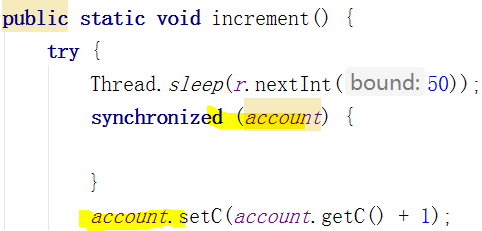 public static void increment() {
try {
Thread.sleep(r.nextInt( bound: 50));
synchronized (account) {
}
account.setC(account.getC() + 1);